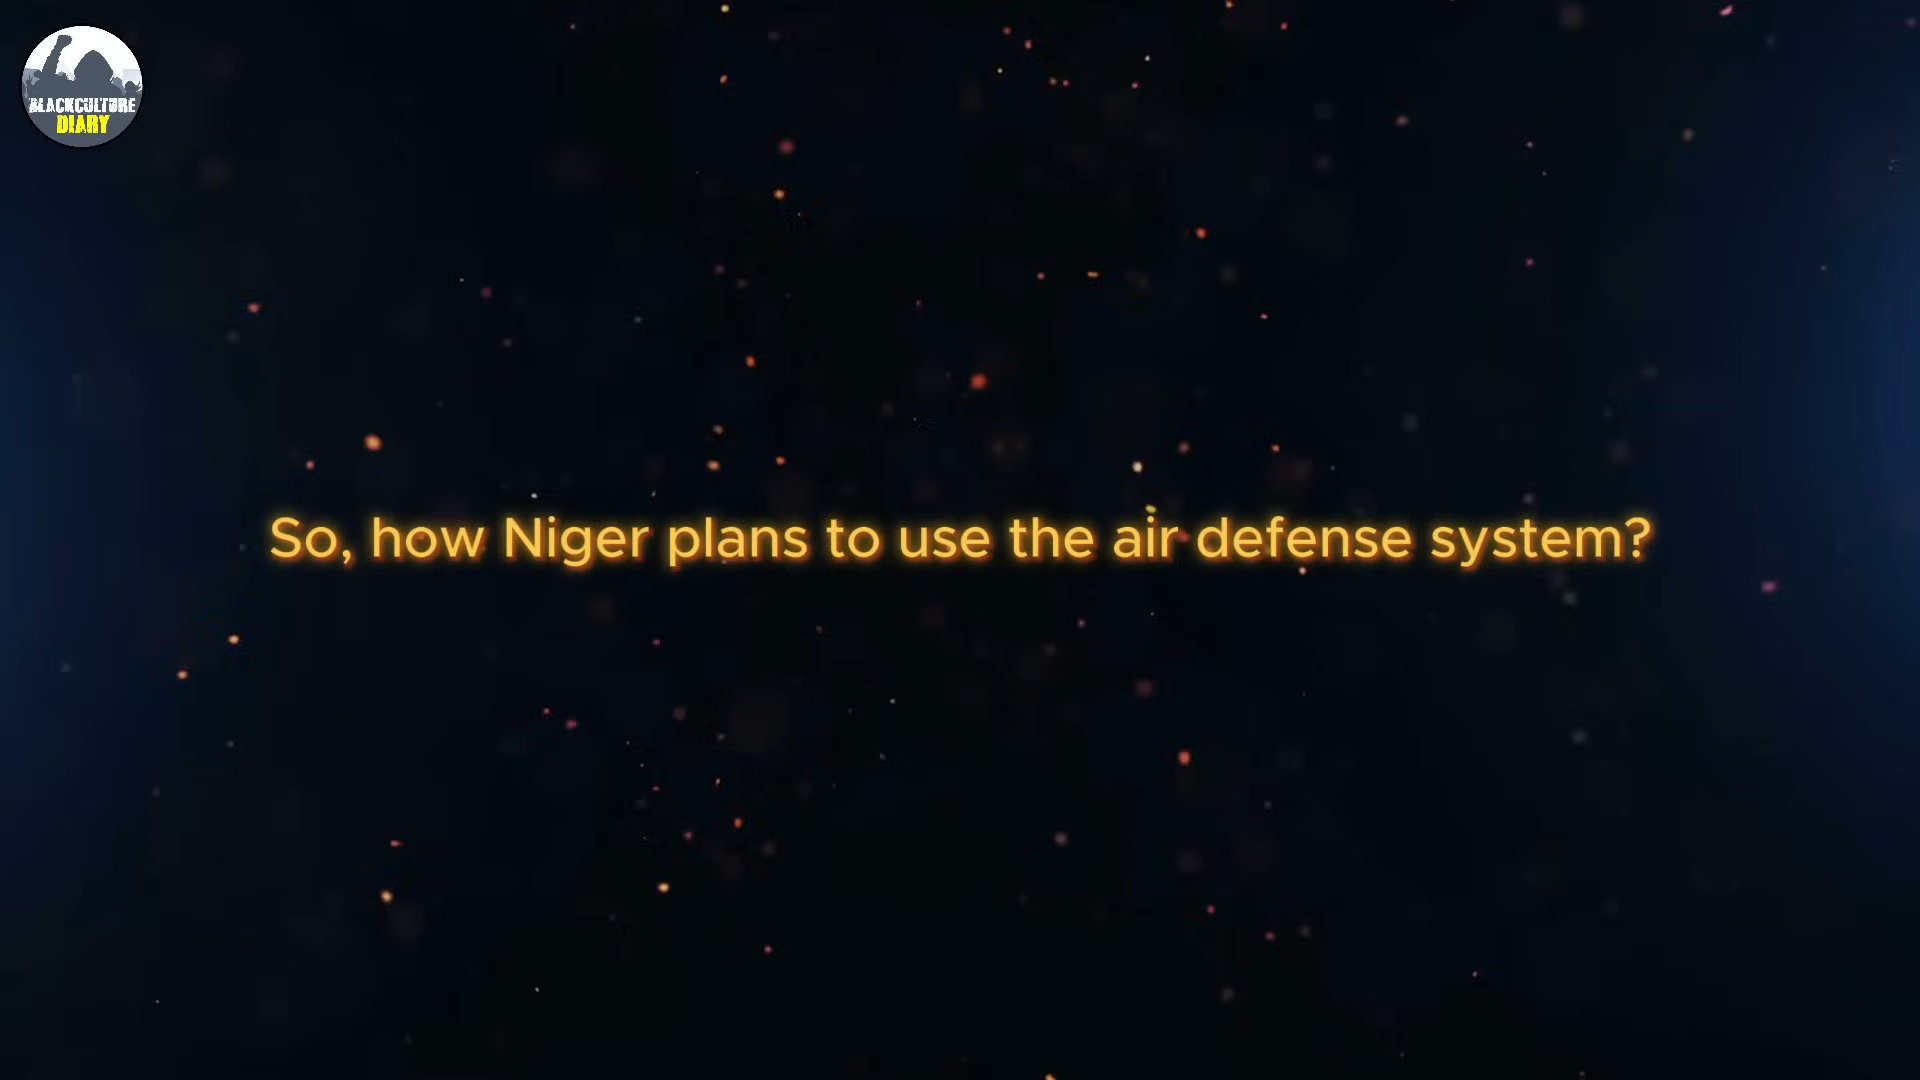 BLACKCULTURE
DIARY
So, how Niger plans to use the air defense system?